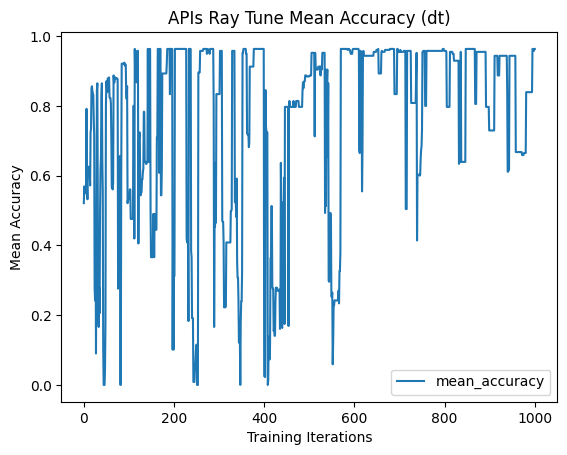 APIs Ray Tune Mean Accuracy (dt)
1.0
0.8
0.6
0.4
0.2
0.0
Mean Accuracy
0 200 400 600 800 1000
Training Iterations
mean_accuracy